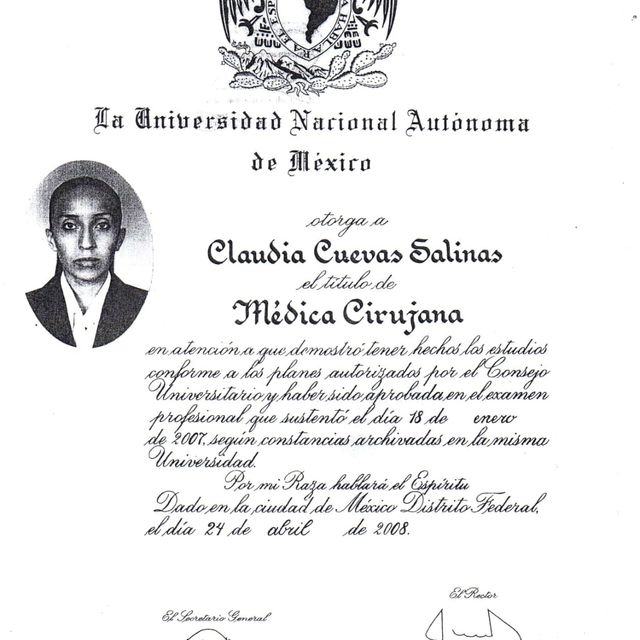 HABLARA EL ESP
La Universidad Nacional Autónoma
de México
otorga a
Claudia Cuevas Salinas
el título de
Médica Cirujana
en atención a que demostró tener hechos los estudios
conforme a los planes autorizados por el Consejo
Universitario y haber sido aprobada en el examen
profesional que sustentó el día 18 de enero
de 2007, según constancias archivadas en la misma
Universidad.
Por mi Raza hablará el Espíritu
Dado en la ciudad de México Distrito Federal,
el día 24 de abril de 2008.
El Rector
El Secretario General